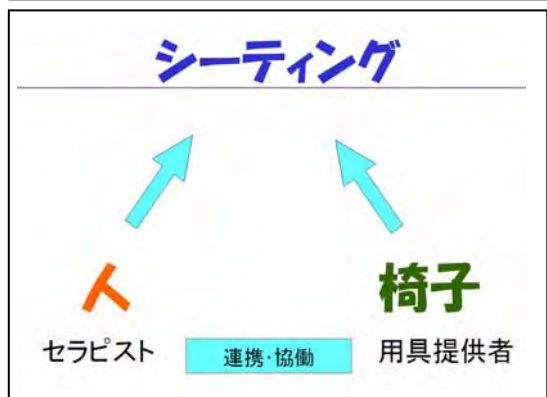 シーティング
人
椅子
セラピスト
連携・協働
用具提供者